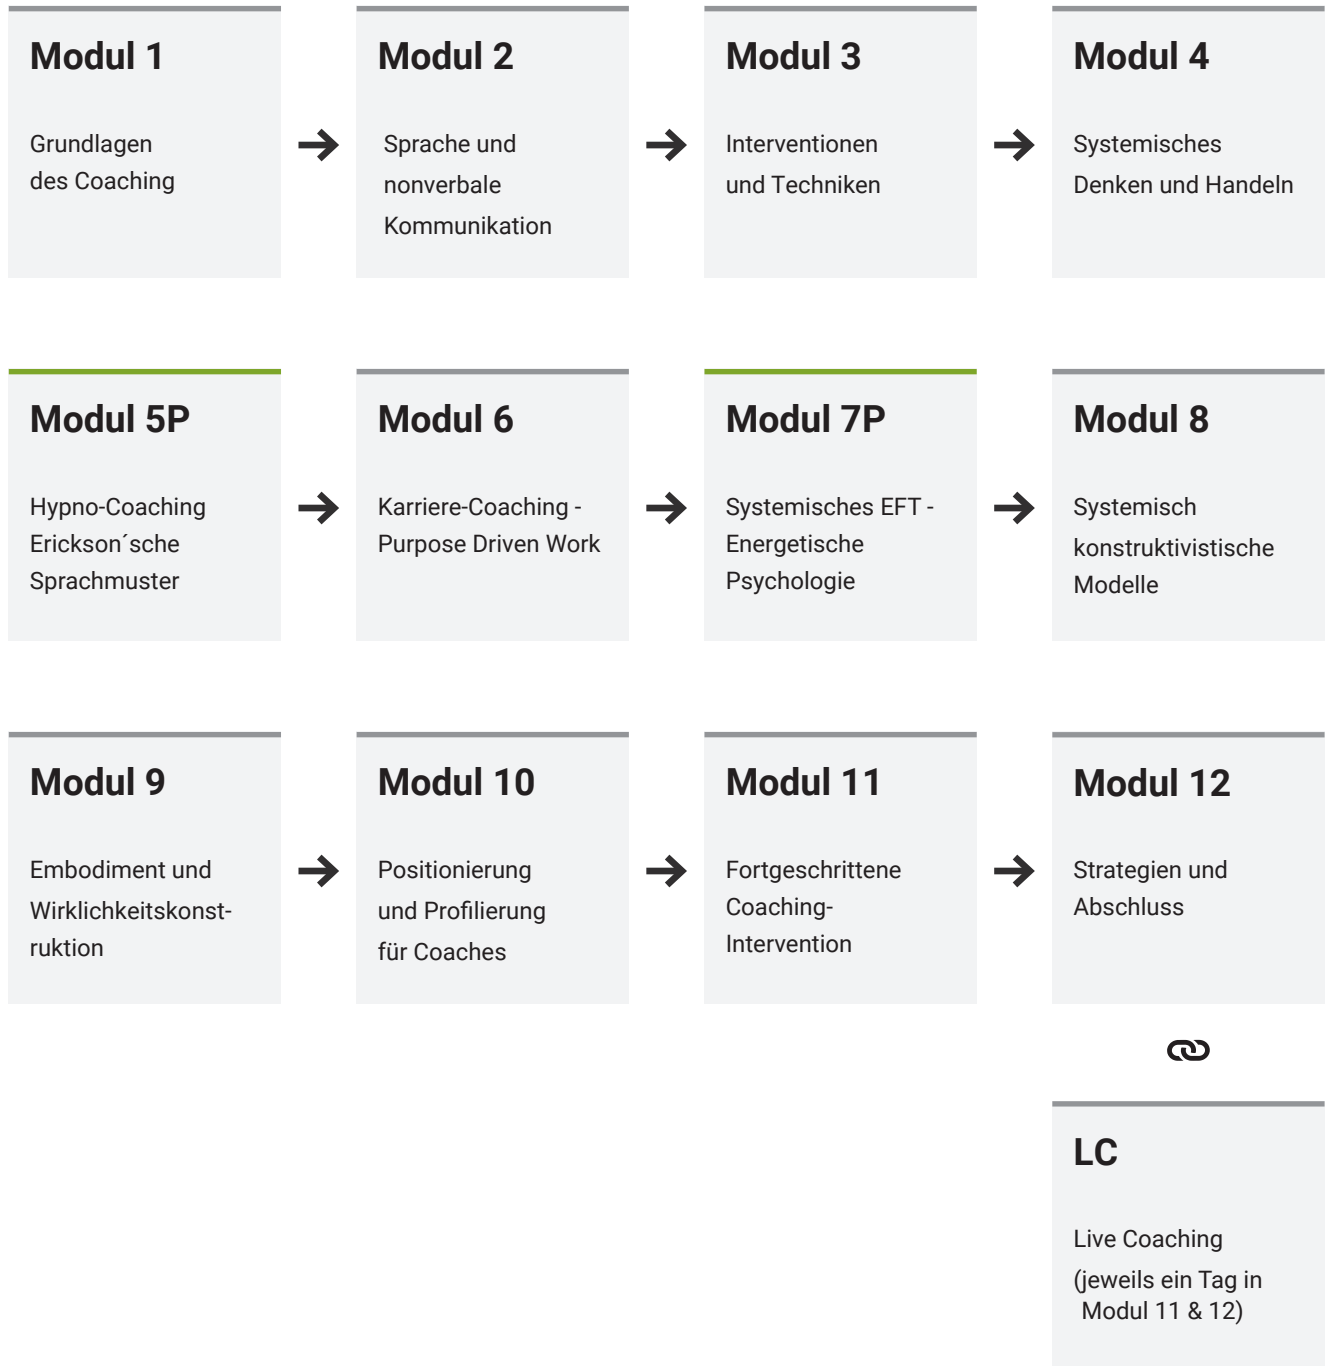 Modul 1
Grundlagen
des Coaching
Modul 2
Sprache und
nonverbale
Kommunikation
Modul 3
Interventionen
und Techniken
Modul 4
Systemisches
Denken und Handeln
Modul 5P
Hypno-Coaching
Erickson´sche
Sprachmuster
Modul 6
Karriere-Coaching -
Purpose Driven Work
Modul 7P
Systemisches EFT -
Energetische
Psychologie
Modul 8
Systemisch
konstruktivistische
Modelle
Modul 9
Embodiment und
Wirklichkeitskonst-
ruktion
Modul 10
Positionierung
und Profilierung
für Coaches
Modul 11
Fortgeschrittene
Coaching-
Intervention
Modul 12
Strategien und
Abschluss
LC
Live Coaching
(jeweils ein Tag in
Modul 11 & 12)